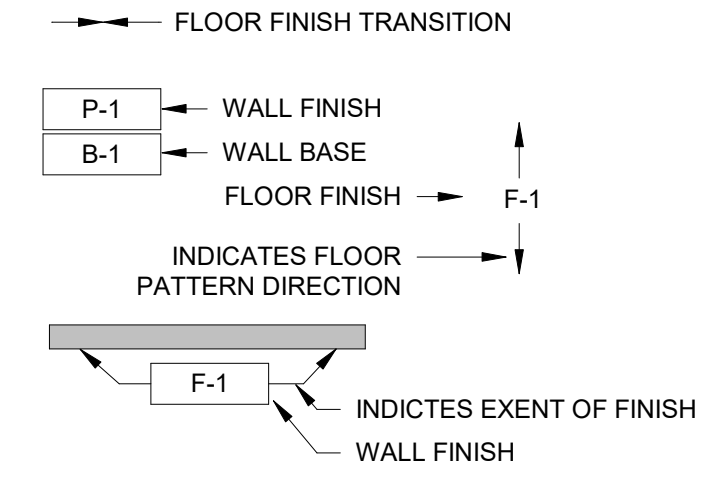 FLOOR FINISH TRANSITION
P-1 WALL FINISH
B-1 WALL BASE
FLOOR FINISH F-1
INDICATES FLOOR
PATTERN DIRECTION
F-1
INDICTES EXENT OF FINISH
WALL FINISH